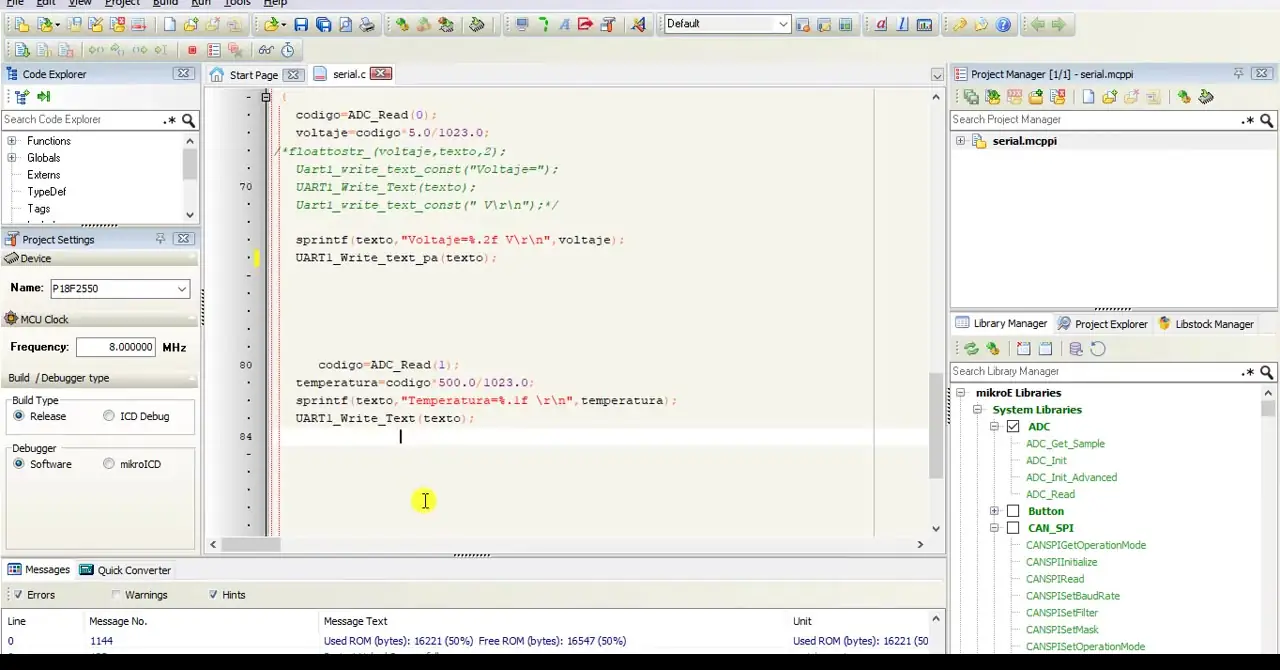 File Edit View Project Build Run Tools Help
Default
Code Explorer
Start Page
serial.c
Project Manager [1/1] - serial.mcppi
Search Code Explorer
Search Project Manager
Functions
Globals
Externs
TypeDef
Tags
serial.mcppi
Project Settings
Device
Name: P18F2550
MCU Clock
Frequency: 8.000000 MHz
Build / Debugger type
Build Type
Release
ICD Debug
Debugger
Software
mikroICD
{
codigo=ADC_Read(0);
voltaje=codigo*5.0/1023.0;
/*floattostr_(voltaje,texto,2);
Uart1_write_text_const("Voltaje=");
70 UART1_Write_Text(texto);
Uart1_write_text_const(" V\r\n");*/
sprintf(texto,"Voltaje=%.2f V\r\n",voltaje);
UART1_Write_text_pa(texto);
80 codigo=ADC_Read(1);
temperatura=codigo*500.0/1023.0;
sprintf(texto,"Temperatura=%.1f \r\n",temperatura);
UART1_Write_Text(texto);
84
Library Manager
Project Explorer
Libstock Manager
Search Library Manager
mikroE Libraries
System Libraries
ADC
ADC_Get_Sample
ADC_Init
ADC_Init_Advanced
ADC_Read
Button
CAN_SPI
CANSPIGetOperationMode
CANSPIInitialize
CANSPIRead
CANSPISetBaudRate
CANSPISetFilter
CANSPISetMask
CANSPISetOperationMode
Messages
Quick Converter
Errors
Warnings
Hints
Line Message No. Message Text Unit
0 1144 Used ROM (bytes): 16221 (50%) Free ROM (bytes): 16547 (50%) Used ROM (bytes): 16221 (50